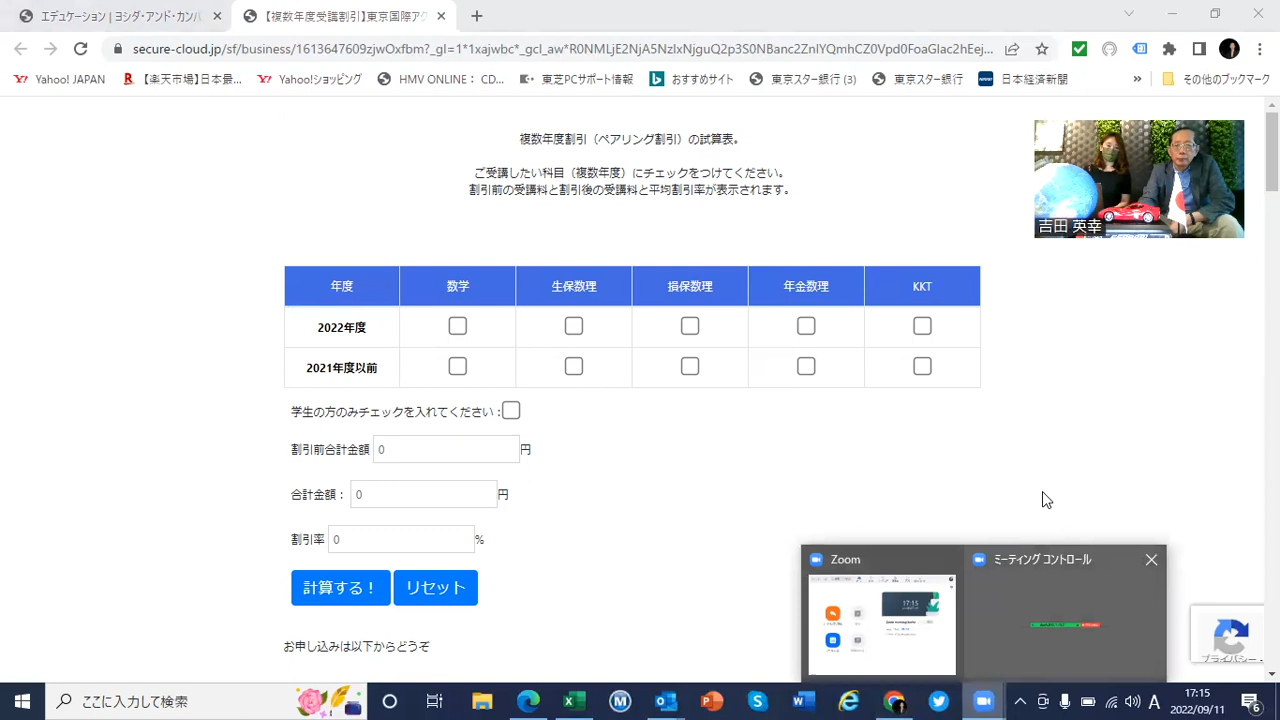 エデュケーション | ヨシダ・アンド・カンパ
【複数年度受講割引】東京国際アク
secure-cloud.jp/sf/business/1613647609zjwOxfbm?_gl=1*1xajwbc*_gcl_aw*R0NMLjE2NjA5NzIxNjguQ2p3S0NBanc2ZnlYQmhCZ0Vpd0FoaGlac2hEej...
Yahoo! JAPAN
【楽天市場】日本最...
Yahoo!ショッピング
HMV ONLINE： CD...
東芝PCサポート情報
おすすめサイト
東京スター銀行 (3)
東京スター銀行
日本経済新聞
»
その他のブックマーク
複数年度割引（ペアリング割引）の試算表。
ご受講したい科目（複数年度）にチェックをつけてください。
割引前の受講料と割引後の受講料と平均割引率が表示されます。
吉田 英幸
年度 数学 生保数理 損保数理 年金数理 KKT
2022年度
2021年度以前
学生の方のみチェックを入れてください：
割引前合計金額 0 円
合計金額： 0 円
割引率 0 %
計算する！ リセット
お申し込みは以下からどうぞ
Zoom
ミーティング コントロール
17:15
プライバシー
ここに入力して検索
A
17:15
2022/09/11
6